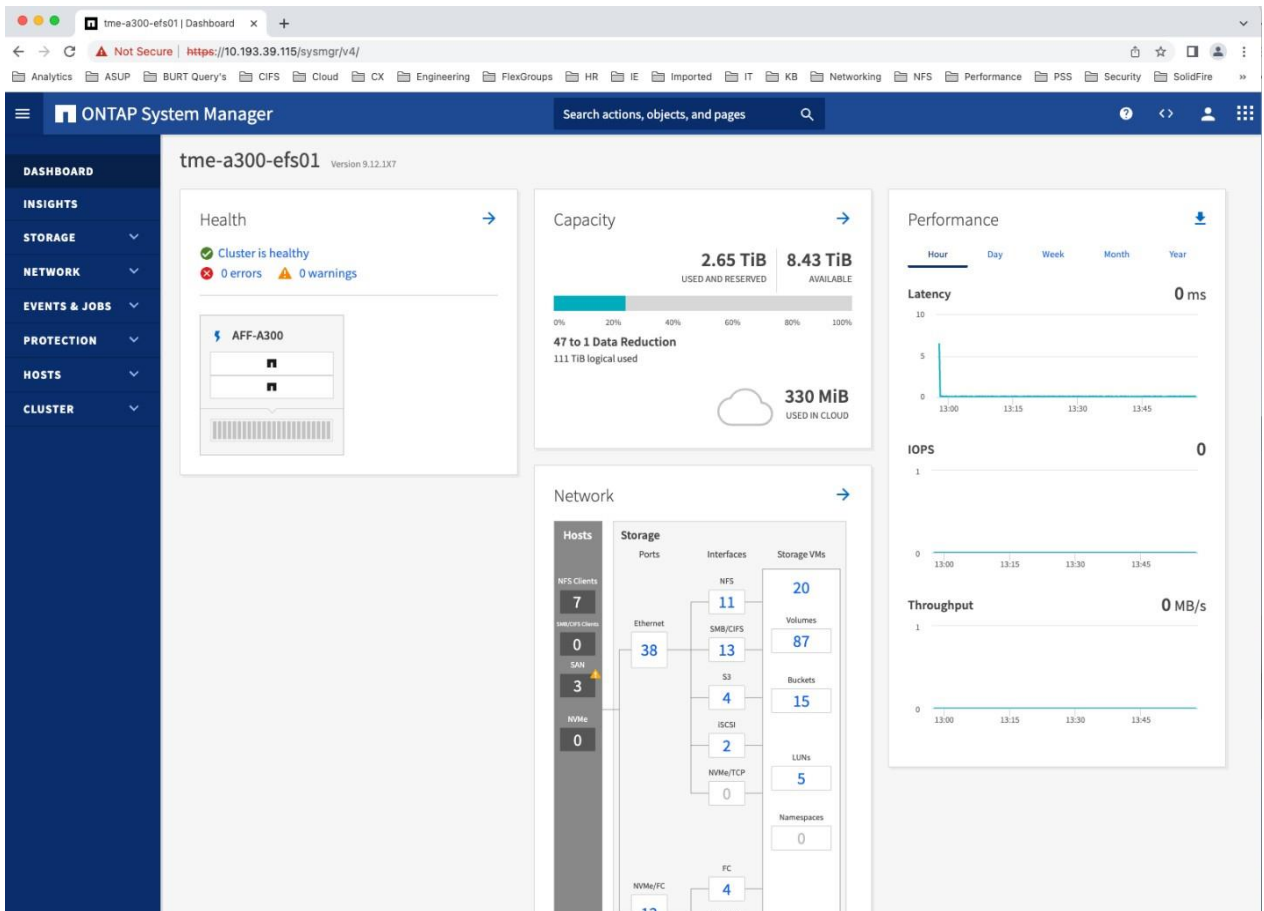 tme-a300-efs01 | Dashboard
Not Secure | https://10.193.39.115/sysmgr/v4/
Analytics ASUP BURT Query's CIFS Cloud CX Engineering FlexGroups HR IE Imported IT KB Networking NFS Performance PSS Security SolidFire
ONTAP System Manager
Search actions, objects, and pages
DASHBOARD
INSIGHTS
STORAGE
NETWORK
EVENTS & JOBS
PROTECTION
HOSTS
CLUSTER
tme-a300-efs01 Version 9.12.1X7
Health
Cluster is healthy
0 errors 0 warnings
AFF-A300
Capacity
2.65 TiB 8.43 TiB
USED AND RESERVED AVAILABLE
0% 20% 40% 60% 80% 100%
47 to 1 Data Reduction
111 TiB logical used
330 MiB
USED IN CLOUD
Network
Hosts
NFS Clients
7
SMB/CIFS Clients
0
SAN
3
NVMe
0
Storage
Ports Interfaces Storage VMs
Ethernet
38
NFS
11
SMB/CIFS
13
S3
4
iSCSI
2
NVMe/TCP
0
20
Volumes
87
Buckets
15
LUNs
5
Namespaces
0
NVMe/FC
FC
4
Performance
Hour Day Week Month Year
Latency 0 ms
10
5
0
13:00 13:15 13:30 13:45
IOPS 0
1
0
13:00 13:15 13:30 13:45
Throughput 0 MB/s
1
0
13:00 13:15 13:30 13:45